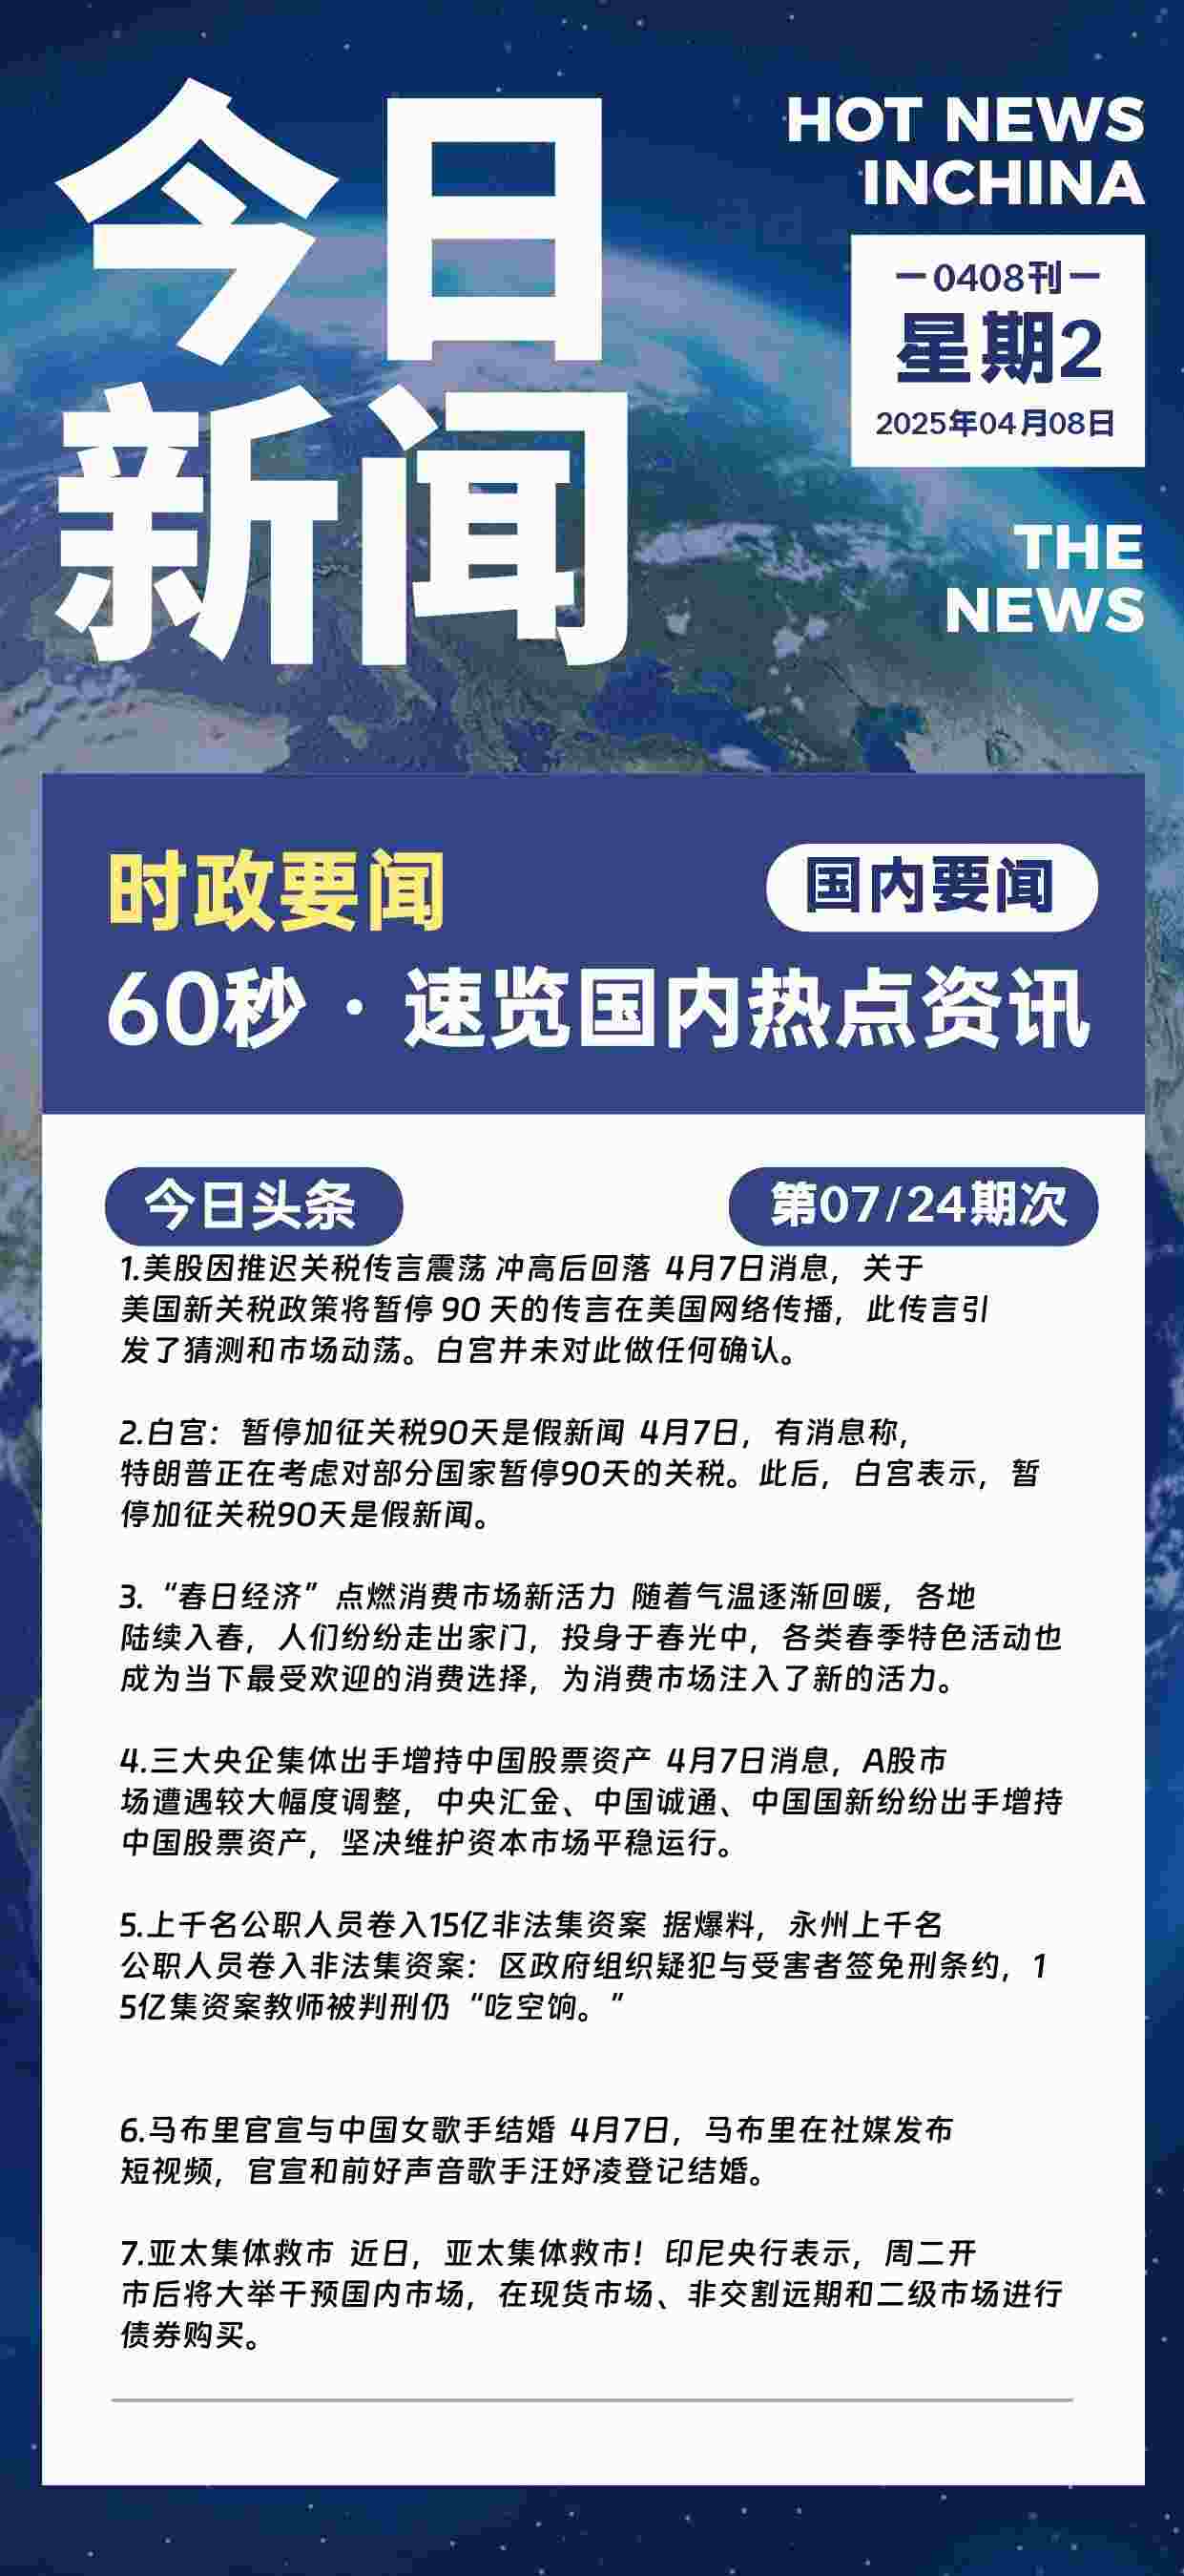 今日
新闻
HOT NEWS
INCHINA
—0408刊—
星期2
2025年04月08日
THE
NEWS
时政要闻
国内要闻
60秒·速览国内热点资讯
今日头条
第07/24期次
1.美股因推迟关税传言震荡 冲高后回落 4月7日消息，关于
美国新关税政策将暂停 90 天的传言在美国网络传播，此传言引
发了猜测和市场动荡。白宫并未对此做任何确认。
2.白宫：暂停加征关税90天是假新闻 4月7日，有消息称，
特朗普正在考虑对部分国家暂停90天的关税。此后，白宫表示，暂
停加征关税90天是假新闻。
3.“春日经济”点燃消费市场新活力 随着气温逐渐回暖，各地
陆续入春，人们纷纷走出家门，投身于春光中，各类春季特色活动也
成为当下最受欢迎的消费选择，为消费市场注入了新的活力。
4.三大央企集体出手增持中国股票资产 4月7日消息，A股市
场遭遇较大幅度调整，中央汇金、中国诚通、中国国新纷纷出手增持
中国股票资产，坚决维护资本市场平稳运行。
5.上千名公职人员卷入15亿非法集资案 据爆料，永州上千名
公职人员卷入非法集资案：区政府组织疑犯与受害者签免刑条约，1
5亿集资案教师被判刑仍“吃空饷。”
6.马布里官宣与中国女歌手结婚 4月7日，马布里在社媒发布
短视频，官宣和前好声音歌手汪妤凌登记结婚。
7.亚太集体救市 近日，亚太集体救市！印尼央行表示，周二开
市后将大举干预国内市场，在现货市场、非交割远期和二级市场进行
债券购买。